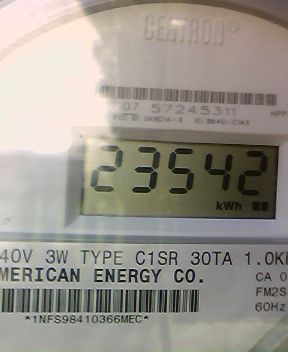 CENTRON®
07 57245311
23542
kWh
40V 3W TYPE C1SR 30TA 1.0K
MERICAN ENERGY CO.
CA 0
FM2S
60Hz
*1NFS98410366MEC*